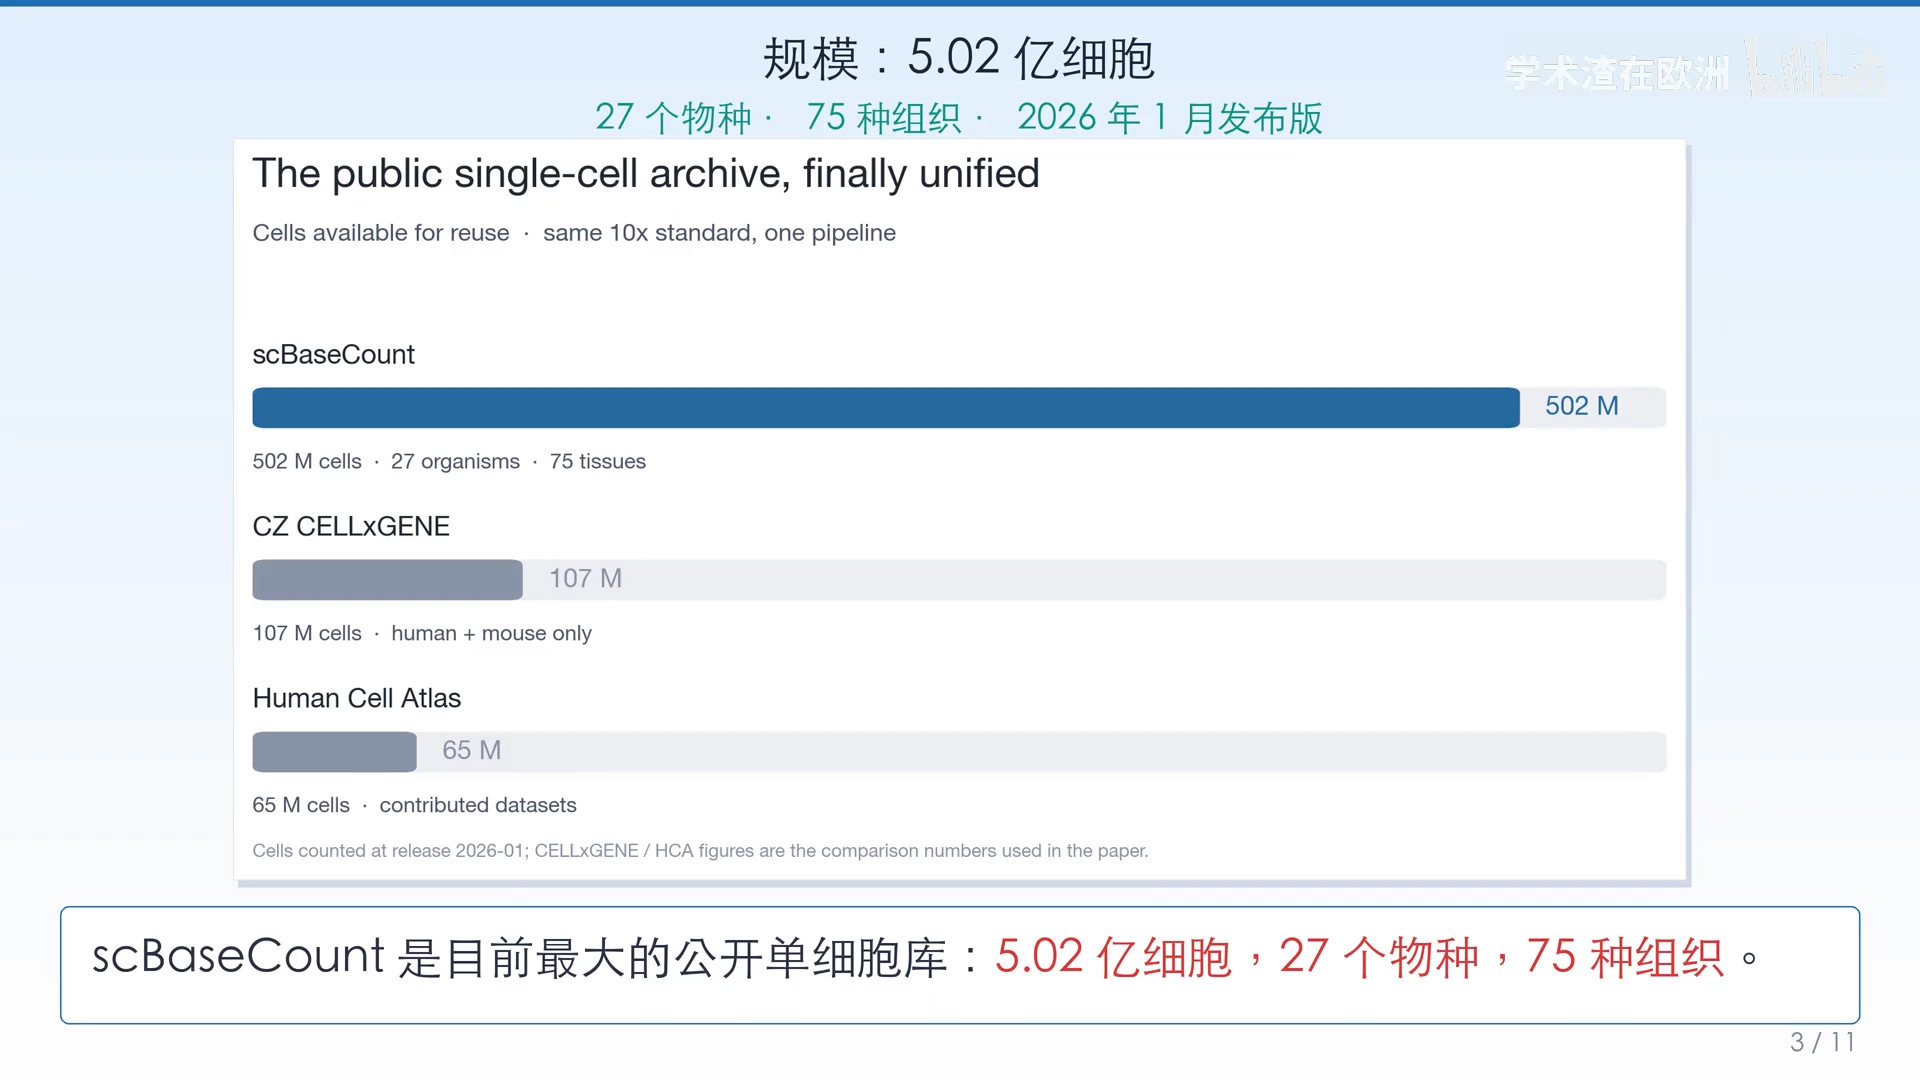 规模：5.02 亿细胞
学术渣在欧洲
27 个物种 · 75 种组织 · 2026 年 1 月发布版
The public single-cell archive, finally unified
Cells available for reuse · same 10x standard, one pipeline
scBaseCount
502 M
502 M cells · 27 organisms · 75 tissues
CZ CELLxGENE
107 M
107 M cells · human + mouse only
Human Cell Atlas
65 M
65 M cells · contributed datasets
Cells counted at release 2026-01; CELLxGENE / HCA figures are the comparison numbers used in the paper.
scBaseCount 是目前最大的公开单细胞库：5.02 亿细胞，27 个物种，75 种组织。
3 / 11